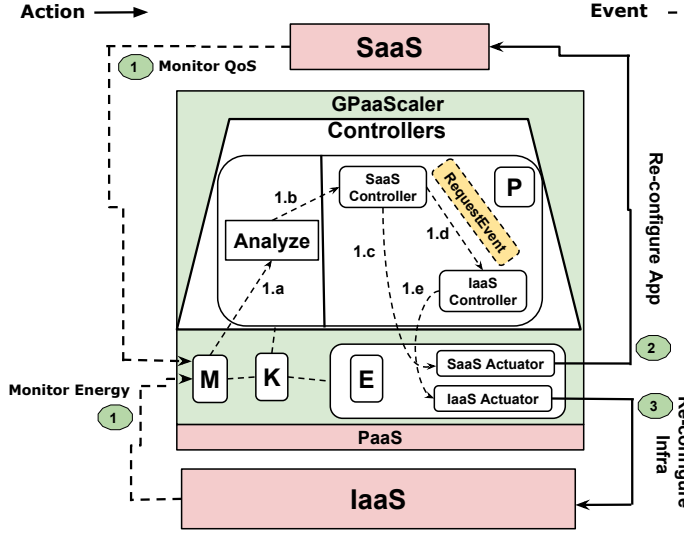 Action
Event
SaaS
1
Monitor QoS
GPaaScaler
Controllers
SaaS
Controller
RequestEvent
P
1.b
Analyze
1.d
1.c
Re-configure App
1.a
1.e
IaaS
Controller
2
M
K
E
SaaS Actuator
Monitor Energy
1
IaaS Actuator
3
Re-configure
Infra
PaaS
IaaS